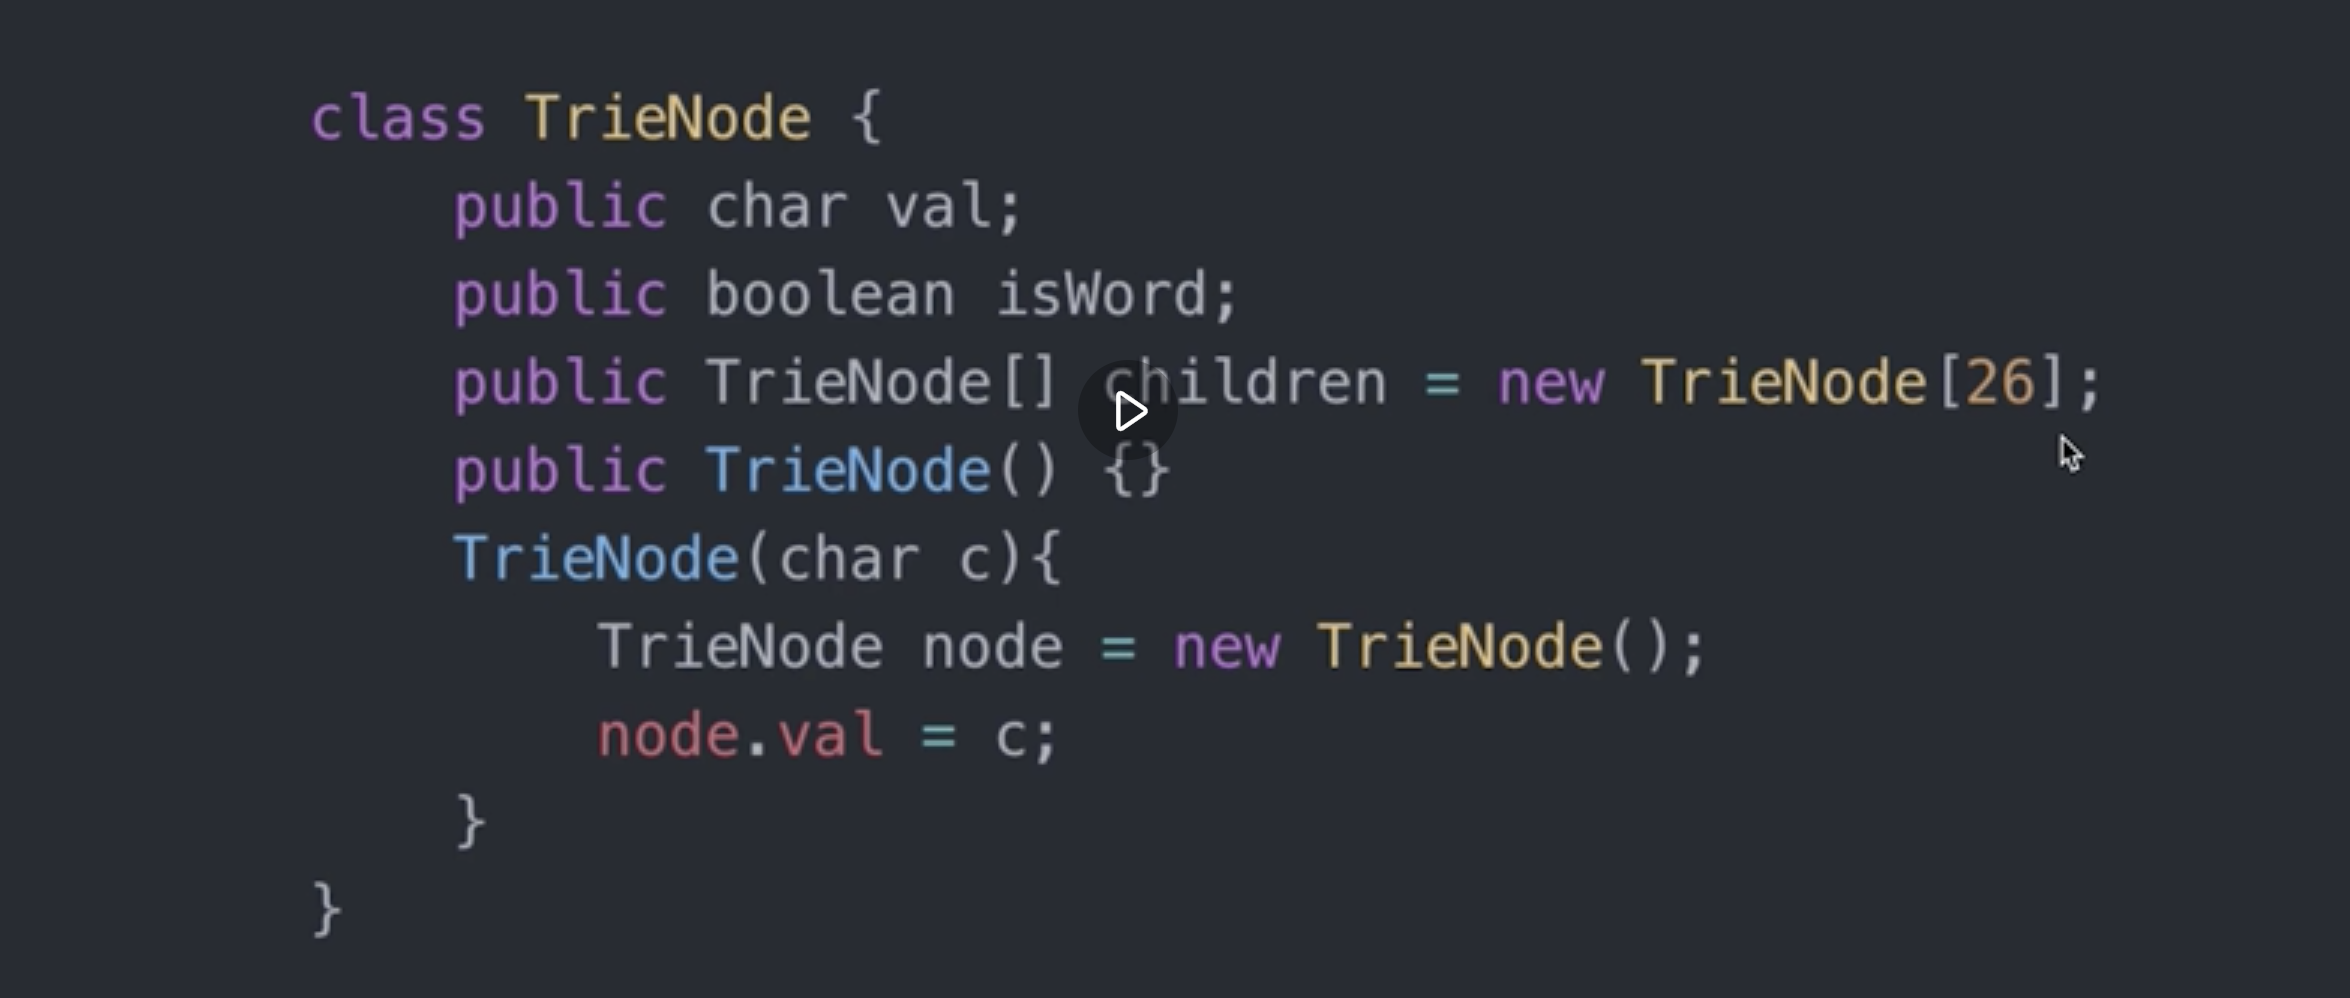 class TrieNode {
    public char val;
    public boolean isWord;
    public TrieNode[] children = new TrieNode[26];
    public TrieNode() {}
    TrieNode(char c){
        TrieNode node = new TrieNode();
        node.val = c;
    }
}